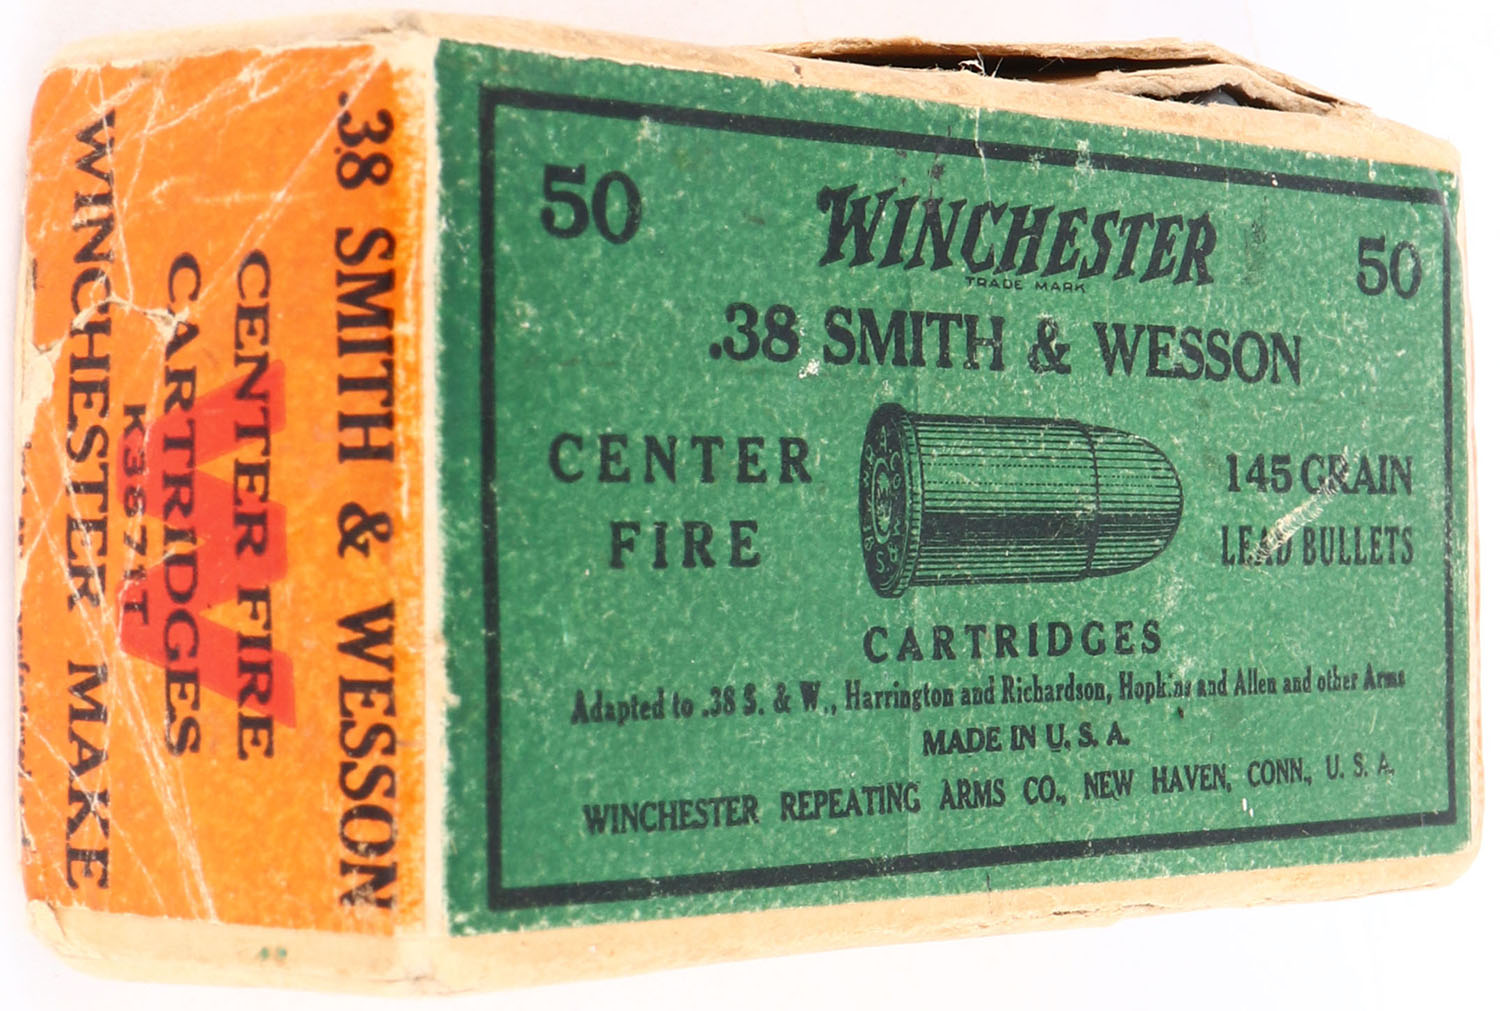 50
50
WINCHESTER
TRADE MARK
.38 SMITH & WESSON
CENTER
FIRE
145 GRAIN
LEAD BULLETS
CARTRIDGES
Adapted to .38 S. & W., Harrington and Richardson, Hopkins and Allen and other Arms
MADE IN U. S. A.
WINCHESTER REPEATING ARMS CO., NEW HAVEN, CONN., U. S. A.
.38 SMITH & WESSON
CENTER FIRE
CARTRIDGES
K3871T
W
WINCHESTER MAKE